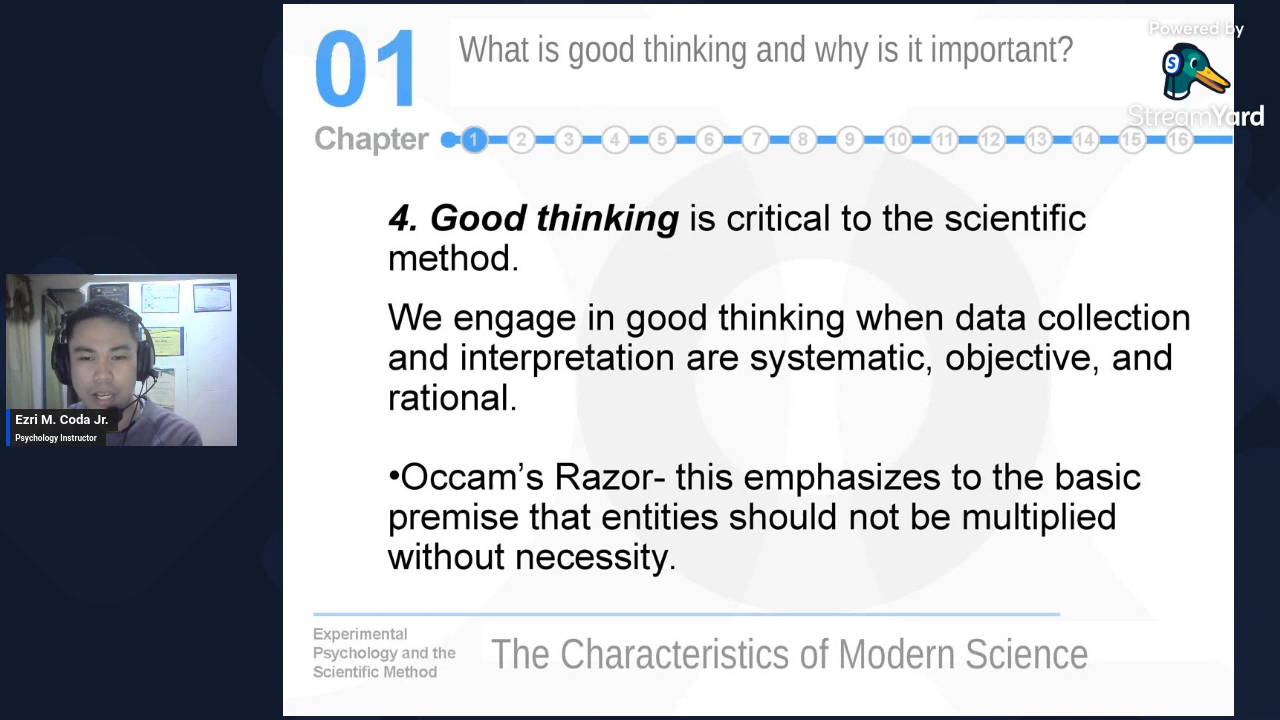 01
What is good thinking and why is it important?
Powered by
S
StreamYard
Chapter
1 2 3 4 5 6 7 8 9 10 11 12 13 14 15 16
4. Good thinking is critical to the scientific
method.
We engage in good thinking when data collection
and interpretation are systematic, objective, and
rational.
•Occam’s Razor- this emphasizes to the basic
premise that entities should not be multiplied
without necessity.
Ezri M. Coda Jr.
Psychology Instructor
Experimental
Psychology and the
Scientific Method
The Characteristics of Modern Science